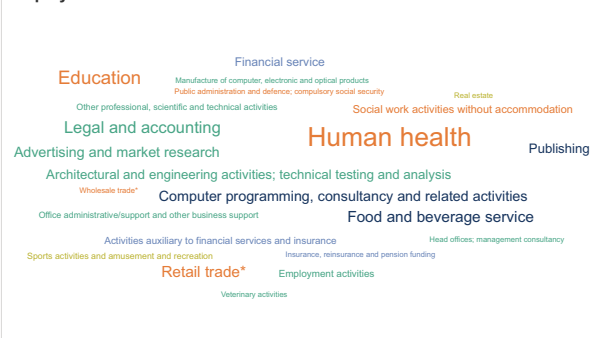 Financial service
Education
Manufacture of computer, electronic and optical products
Public administration and defence; compulsory social security
Real estate
Other professional, scientific and technical activities
Social work activities without accommodation
Legal and accounting
Human health
Publishing
Advertising and market research
Architectural and engineering activities; technical testing and analysis
Wholesale trade*
Computer programming, consultancy and related activities
Office administrative/support and other business support
Food and beverage service
Activities auxiliary to financial services and insurance
Head offices; management consultancy
Sports activities and amusement and recreation
Insurance, reinsurance and pension funding
Retail trade*
Employment activities
Veterinary activities